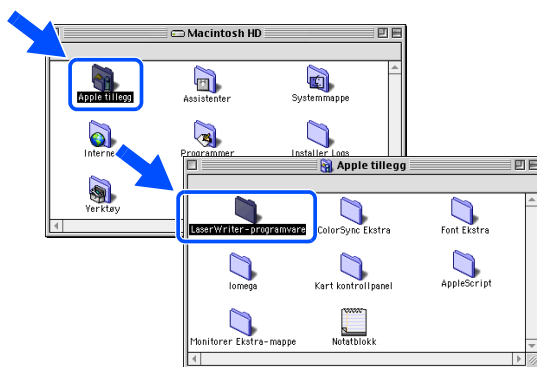 Macintosh HD
Apple tillegg
Assistenter
Systemmappe
Interne
Programmer
Installer Logs
Verktøy
Apple tillegg
LaserWriter-programvare
ColorSync Ekstra
Font Ekstra
Iomega
Kart kontrollpanel
AppleScript
Monitorer Ekstra-mappe
Notatblokk